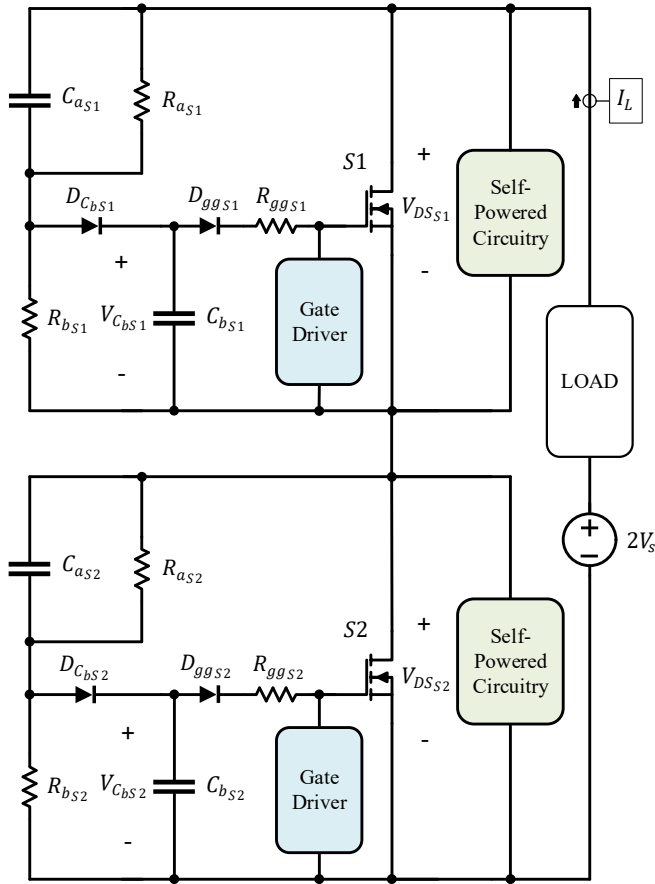 C_{a_{S1}}
R_{a_{S1}}
I_L
S1
D_{C_{bS1}}
D_{gg_{S1}}
R_{gg_{S1}}
+
V_{DS_{S1}}
-
Self-
Powered
Circuitry
R_{b_{S1}}
+
V_{C_{bS1}}
-
C_{b_{S1}}
Gate
Driver
LOAD
+
−
2V_s
C_{a_{S2}}
R_{a_{S2}}
S2
D_{C_{bS2}}
D_{gg_{S2}}
R_{gg_{S2}}
+
V_{DS_{S2}}
-
Self-
Powered
Circuitry
R_{b_{S2}}
+
V_{C_{bS2}}
-
C_{b_{S2}}
Gate
Driver